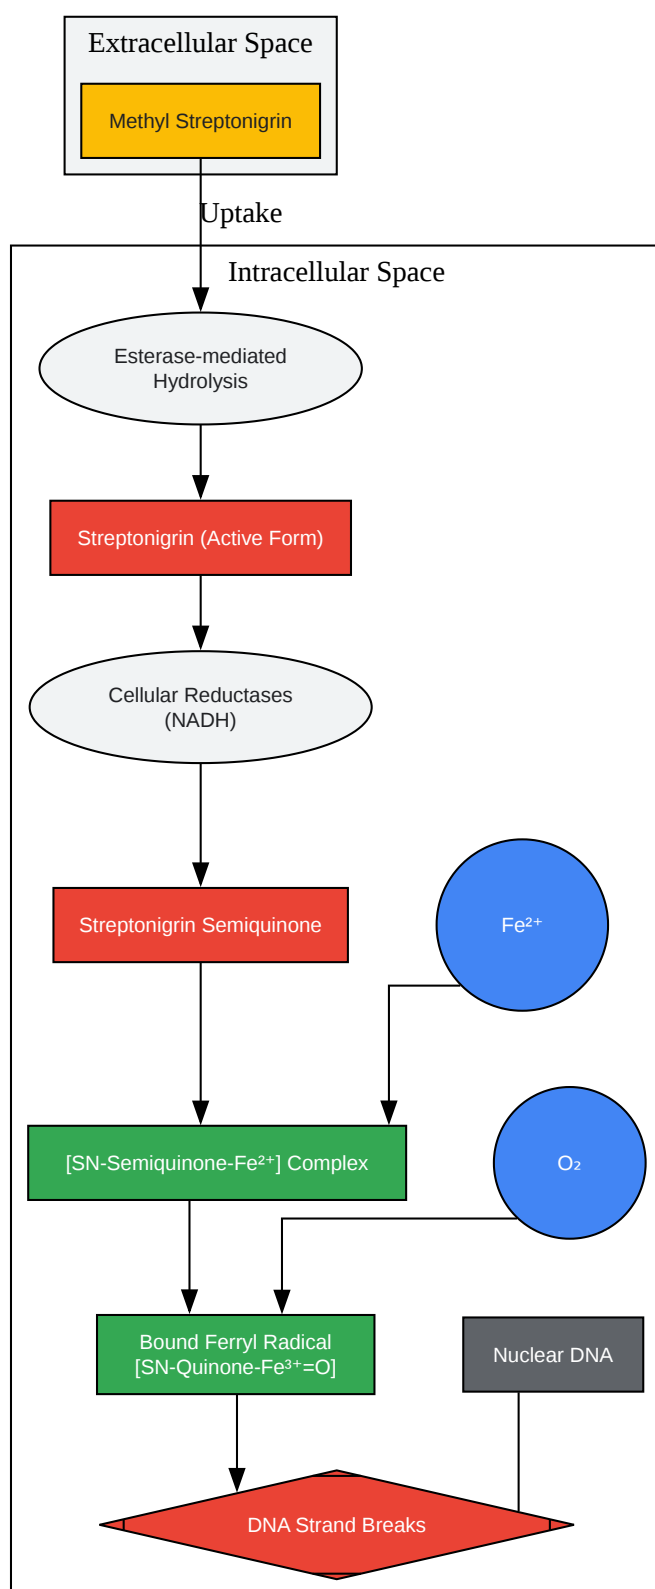 Extracellular Space
Methyl Streptonigrin
Uptake
Intracellular Space
Esterase-mediated
Hydrolysis
Streptonigrin (Active Form)
Cellular Reductases
(NADH)
Streptonigrin Semiquinone
Fe²⁺
[SN-Semiquinone-Fe²⁺] Complex
O₂
Bound Ferryl Radical
[SN-Quinone-Fe³⁺=O]
Nuclear DNA
DNA Strand Breaks